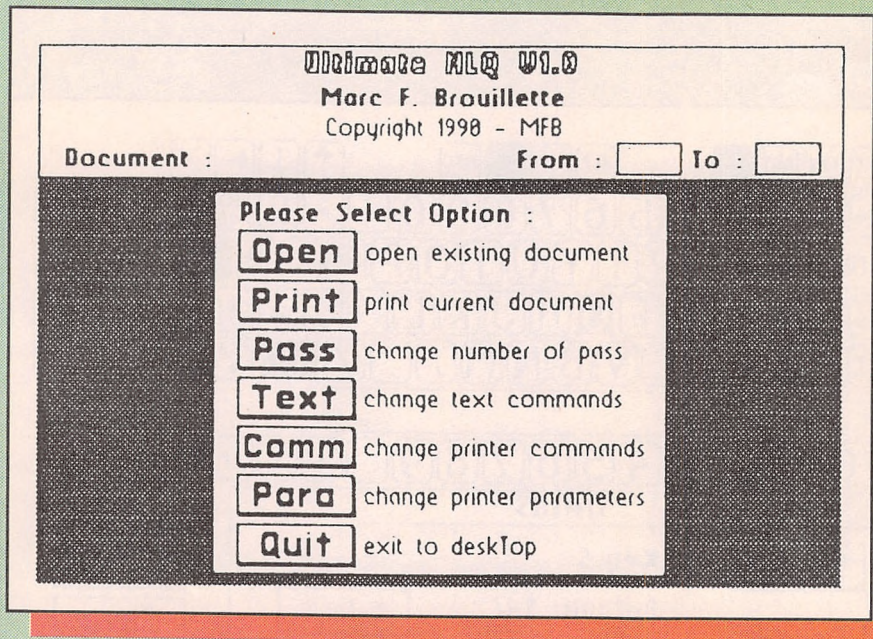 Ultimate NLQ V1.0
Marc F. Brouillette
Copyright 1990 - MFB
Document : From : To :
Please Select Option :
Open open existing document
Print print current document
Pass change number of pass
Text change text commands
Comm change printer commands
Para change printer parameters
Quit exit to deskTop